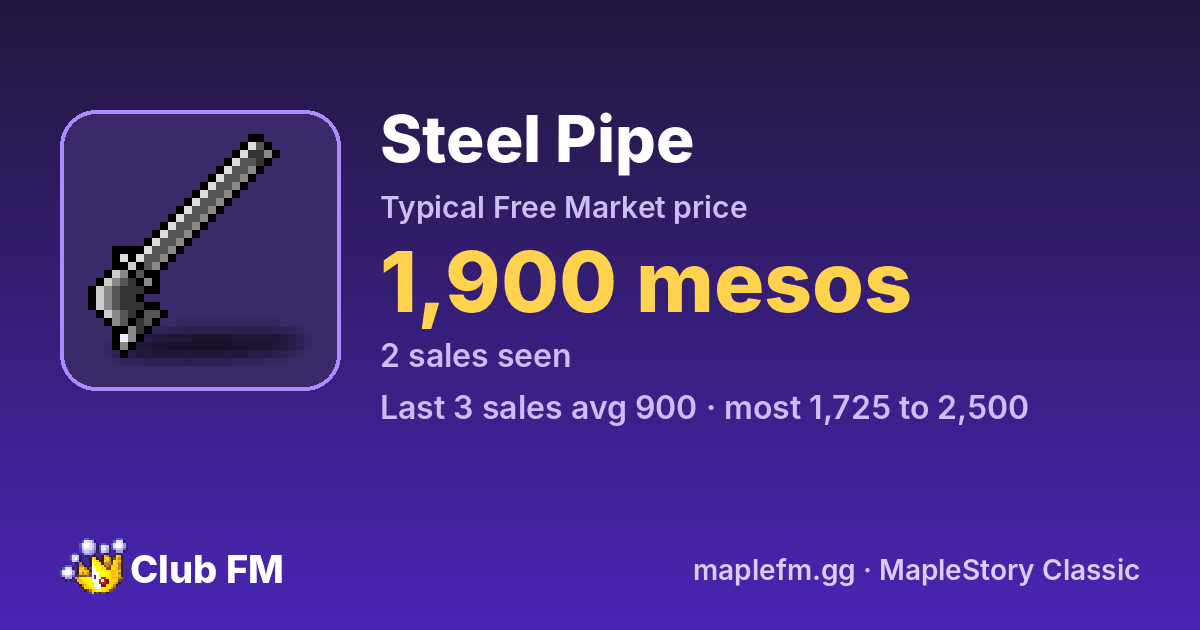 Steel Pipe
Typical Free Market price
1,900 mesos
2 sales seen
Last 3 sales avg 900 · most 1,725 to 2,500
Club FM
maplefm.gg · MapleStory Classic